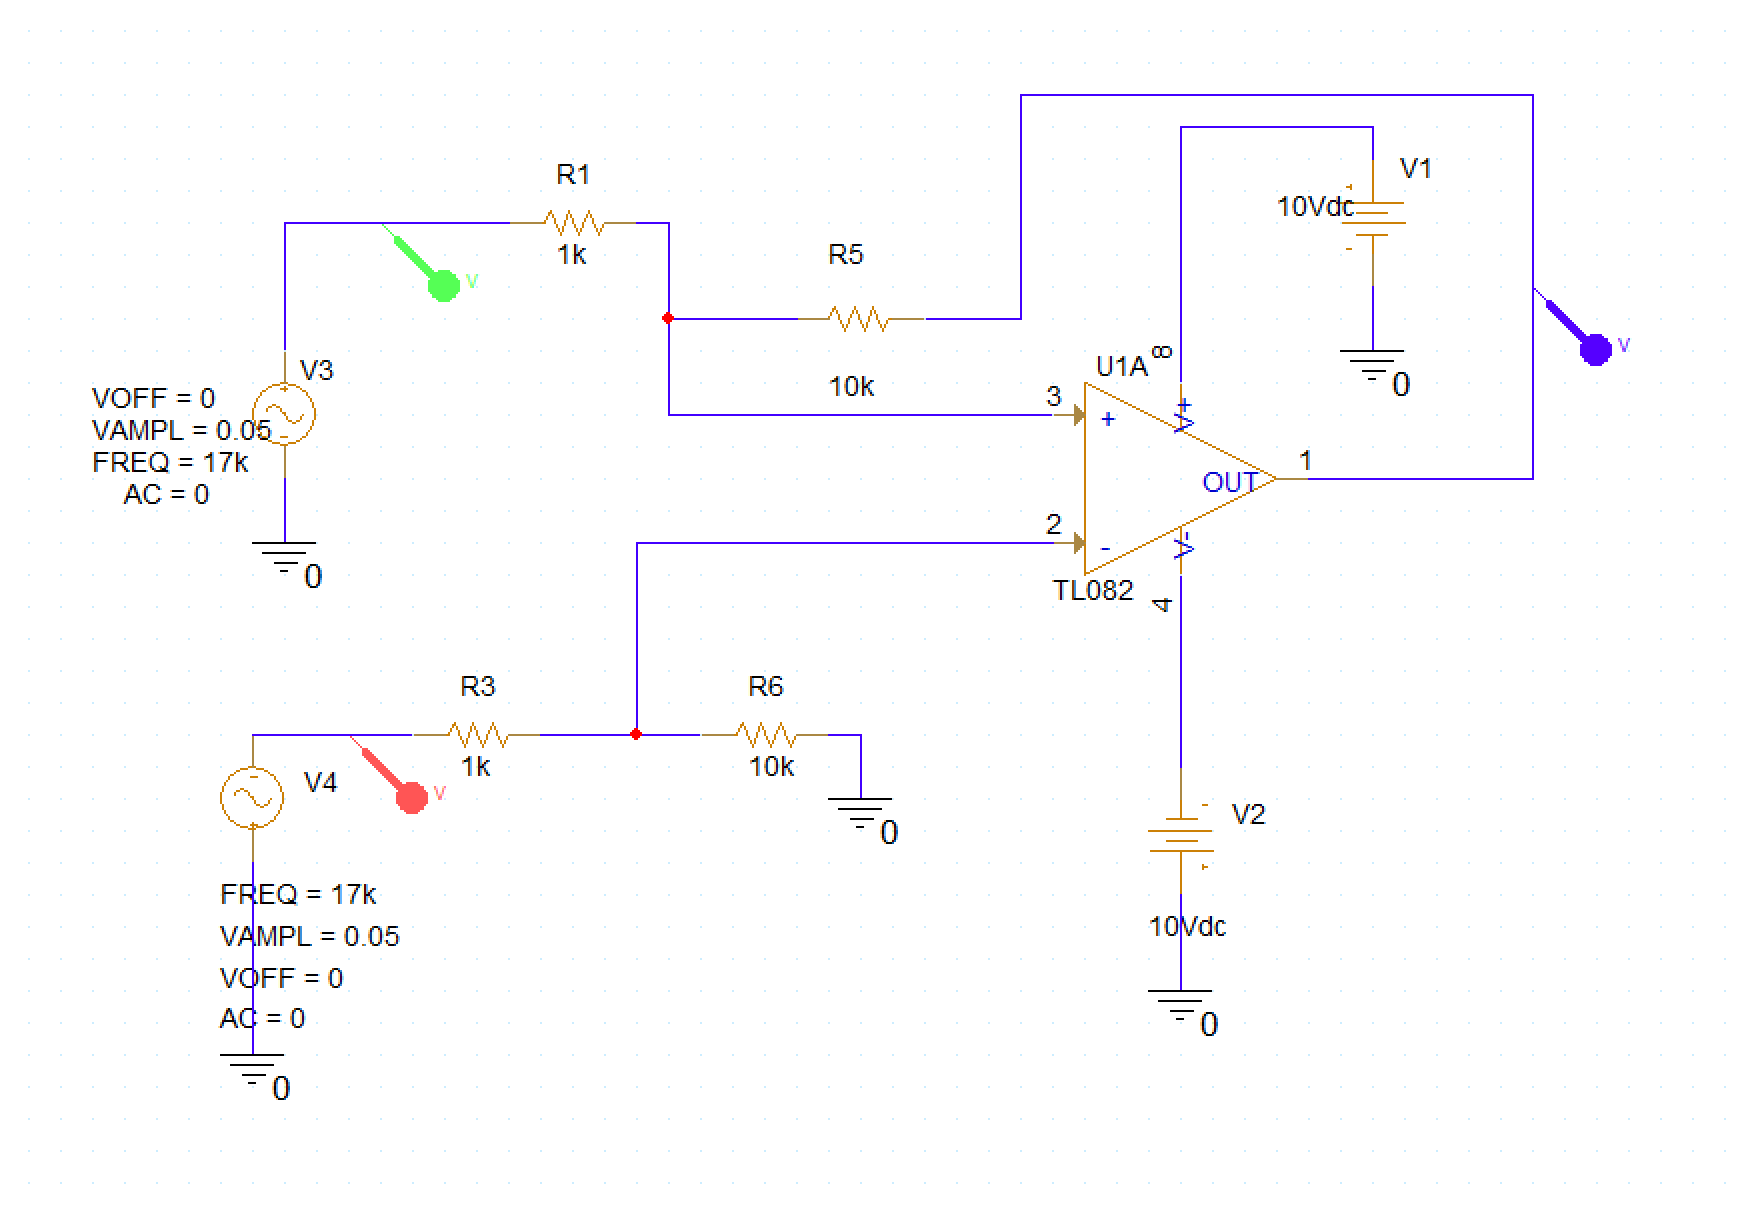 R1
1k
R5
10k
V1
10Vdc
0
V
V
V3
VOFF = 0
VAMPL = 0.05
FREQ = 17k
AC = 0
0
U1A
8
3
+
V+
1
OUT
2
-
V-
TL082
4
R3
1k
R6
10k
0
V4
V
FREQ = 17k
VAMPL = 0.05
VOFF = 0
AC = 0
0
V2
10Vdc
0